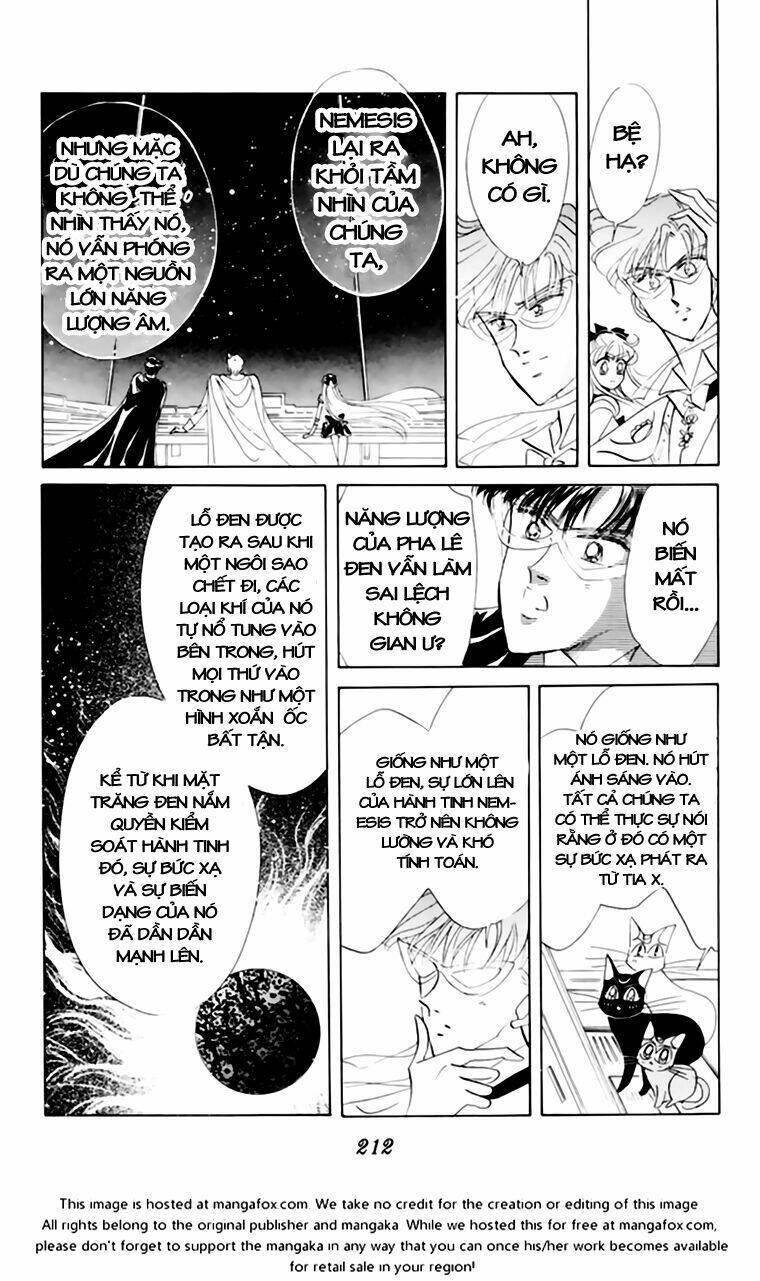 BỆ
HẠ?
AH,
KHÔNG
CÓ GÌ.
NEMESIS
LẠI RA
KHỎI TẦM
NHÌN CỦA
CHÚNG
TA,
NHƯNG MẶC
DÙ CHÚNG TA
KHÔNG THỂ
NHÌN THẤY NÓ,
NÓ VẪN PHÓNG
RA MỘT NGUỒN
LỚN NĂNG
LƯỢNG ÂM.
NÓ
BIẾN
MẤT
RỒI...
NĂNG LƯỢNG
CỦA PHA LÊ
ĐEN VẪN LÀM
SAI LỆCH
KHÔNG
GIAN Ư?
NÓ GIỐNG NHƯ
MỘT LỖ ĐEN. NÓ HÚT
ÁNH SÁNG VÀO.
TẤT CẢ CHÚNG TA
CÓ THỂ THỰC SỰ NÓI
RẰNG Ở ĐÓ CÓ MỘT
SỰ BỨC XẠ PHÁT RA
TỪ TIA X.
GIỐNG NHƯ MỘT
LỖ ĐEN, SỰ LỚN LÊN
CỦA HÀNH TINH NEM-
ESIS TRỞ NÊN KHÔNG
LƯỜNG VÀ KHÓ
TÍNH TOÁN.
LỖ ĐEN ĐƯỢC
TẠO RA SAU KHI
MỘT NGÔI SAO
CHẾT ĐI, CÁC
LOẠI KHÍ CỦA NÓ
TỰ NỔ TUNG VÀO
BÊN TRONG, HÚT
MỌI THỨ VÀO
TRONG NHƯ MỘT
HÌNH XOẮN ỐC
BẤT TẬN.
KỂ TỪ KHI MẶT
TRĂNG ĐEN NẮM
QUYỀN KIỂM
SOÁT HÀNH TINH
ĐÓ, SỰ BỨC XẠ
VÀ SỰ BIẾN
DẠNG CỦA NÓ
ĐÃ DẦN DẦN
MẠNH LÊN.
212
This image is hosted at mangafox.com. We take no credit for the creation or editing of this image
All rights belong to the original publisher and mangaka. While we hosted this for free at mangafox.com,
please don't forget to support the mangaka in any way that you can once his/her work becomes available
for retail sale in your region!